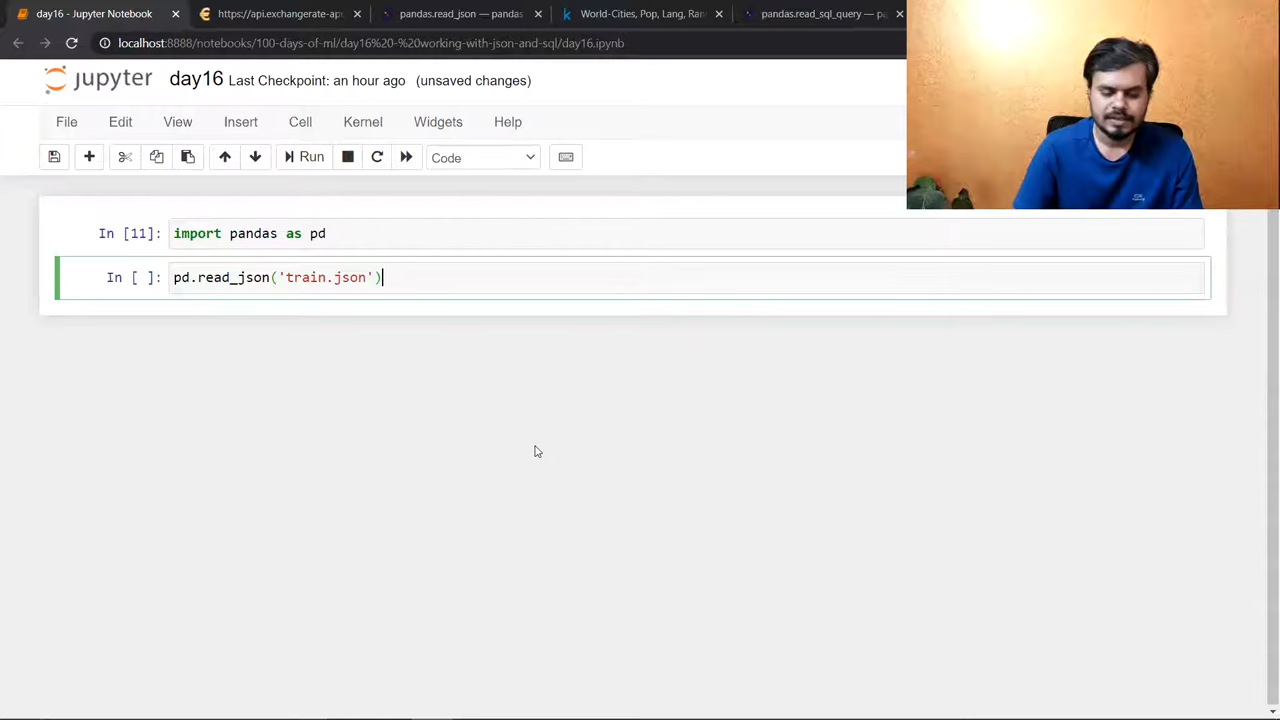 day16 - Jupyter Notebook
https://api.exchangerate-ap
pandas.read_json — pandas
World-Cities, Pop, Lang, Ran
pandas.read_sql_query — pa
localhost:8888/notebooks/100-days-of-ml/day16%20-%20working-with-json-and-sql/day16.ipynb
jupyter day16 Last Checkpoint: an hour ago (unsaved changes)
File Edit View Insert Cell Kernel Widgets Help
Run Code
In [11]: import pandas as pd
In [ ]: pd.read_json('train.json')